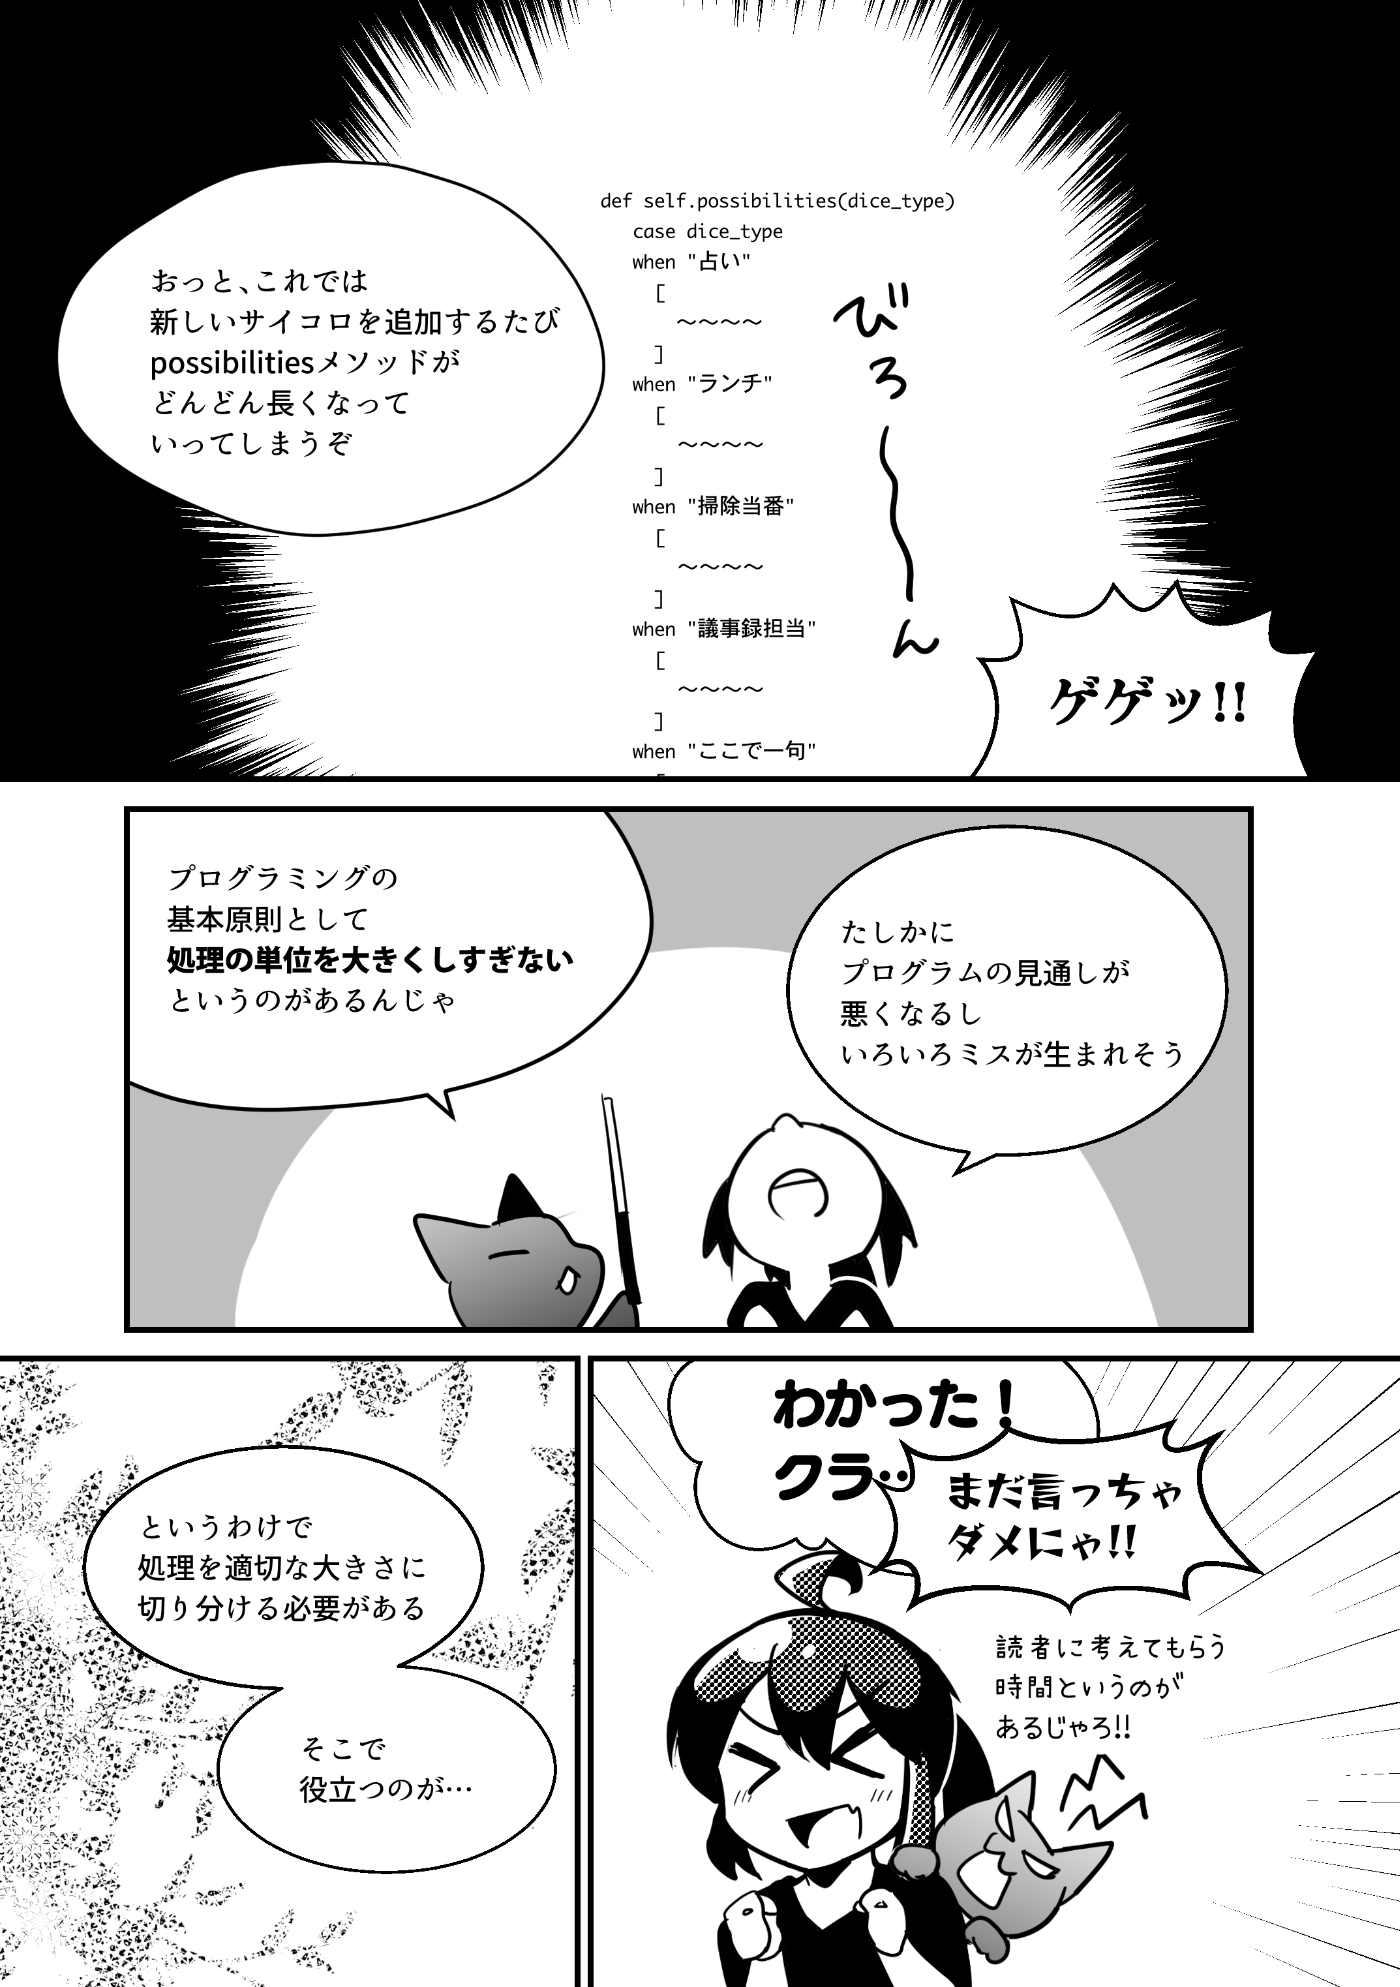 おっと、これでは
新しいサイコロを追加するたび
possibilitiesメソッドが
どんどん長くなって
いってしまうぞ
def self.possibilities(dice_type)
case dice_type
when "占い"
[
～～～～
]
when "ランチ"
[
～～～～
]
when "掃除当番"
[
～～～～
]
when "議事録担当"
[
～～～～
]
when "ここで一句"
[
びろ～ん
ゲゲッ!!
たしかに
プログラムの見通しが
悪くなるし
いろいろミスが生まれそう
プログラミングの
基本原則として
処理の単位を大きくしすぎない
というのがあるんじゃ
というわけで
処理を適切な大きさに
切り分ける必要がある
そこで
役立つのが…
わかった！
クラ‥
まだ言っちゃ
ダメにゃ!!
読者に考えてもらう
時間というのが
あるじゃろ!!